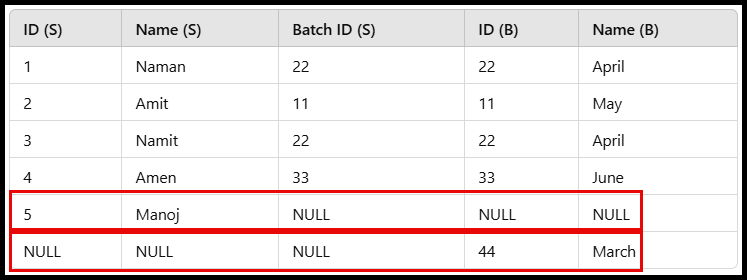 ID (S) Name (S) Batch ID (S) ID (B) Name (B)
1 Naman 22 22 April
2 Amit 11 11 May
3 Namit 22 22 April
4 Amen 33 33 June
5 Manoj NULL NULL NULL
NULL NULL NULL 44 March